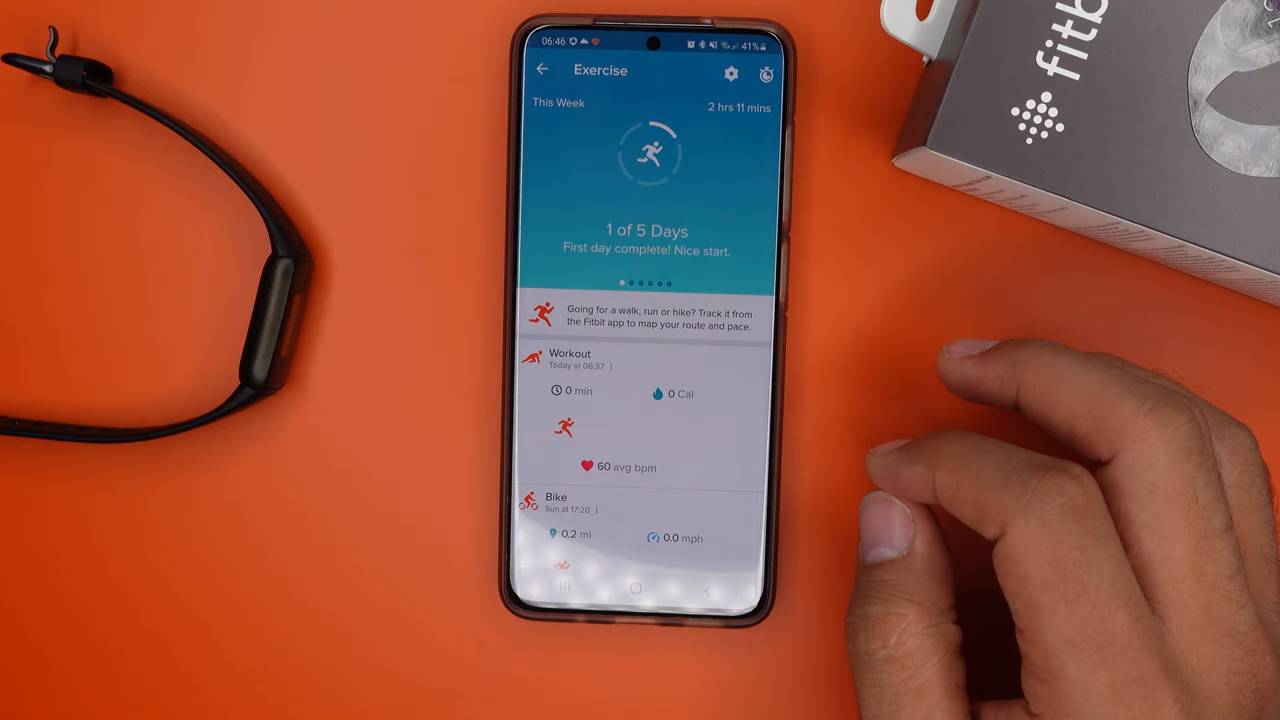 06:46
41%
Exercise
This Week
2 hrs 11 mins
1 of 5 Days
First day complete! Nice start.
Going for a walk, run or hike? Track it from
the Fitbit app to map your route and pace.
Workout
Today at 06:37 |
0 min
0 Cal
60 avg bpm
Bike
Sun at 17:20 |
0.2 mi
0.0 mph
fitb